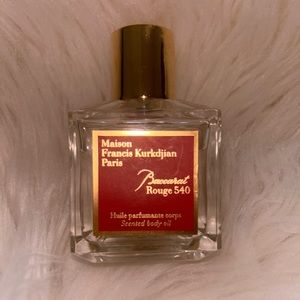 Maison
Francis Kurkdjian
Paris
Baccarat
Rouge 540
Huile parfumante corps
Scented body oil